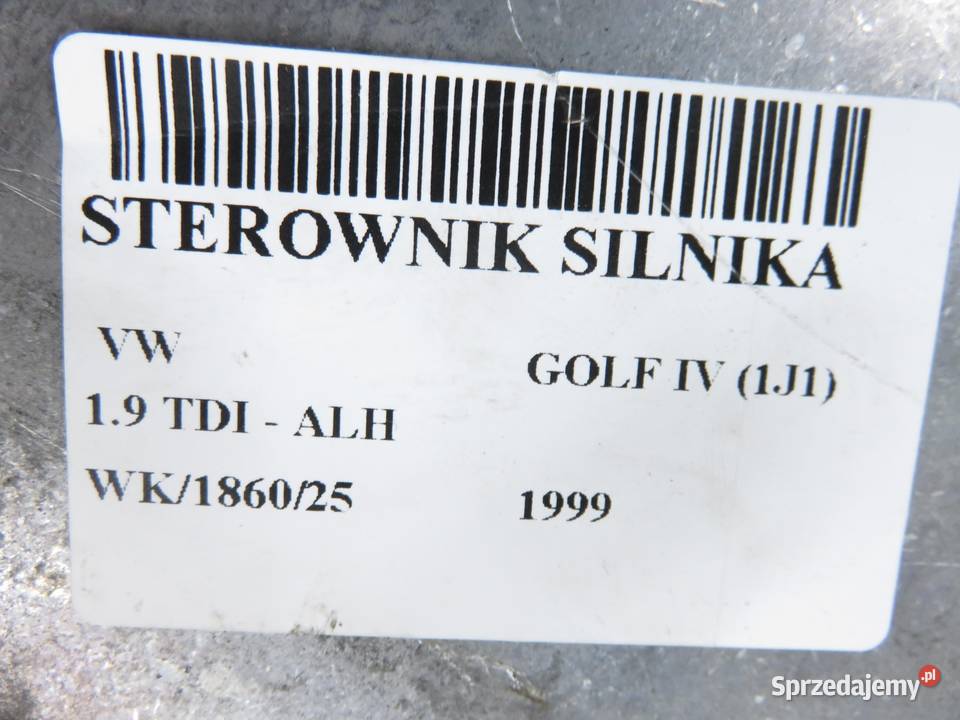 STEROWNIK SILNIKA
VW
GOLF IV (1J1)
1.9 TDI - ALH
WK/1860/25
1999
Sprzedajemy.pl